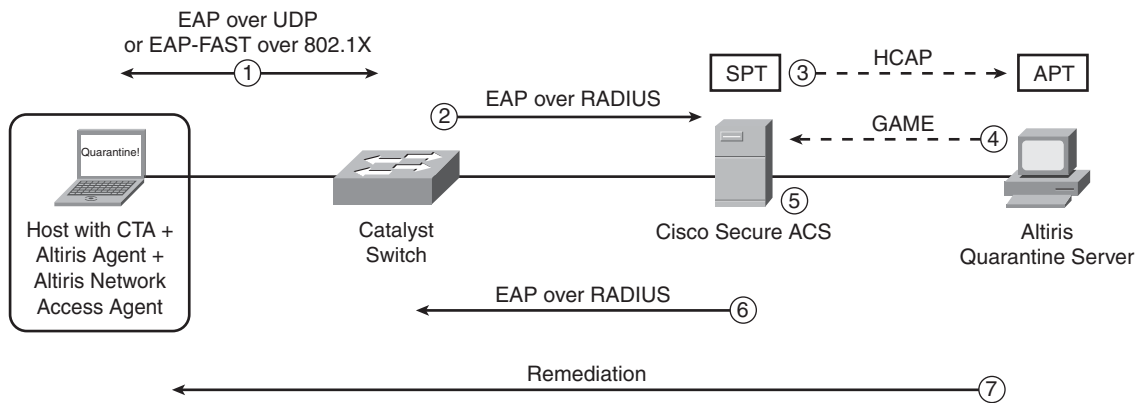 EAP over UDP
or EAP-FAST over 802.1X
1
SPT
3
HCAP
APT
2
EAP over RADIUS
GAME
4
Quarantine!
5
Host with CTA +
Altiris Agent +
Altiris Network
Access Agent
Catalyst
Switch
Cisco Secure ACS
Altiris
Quarantine Server
EAP over RADIUS
6
Remediation
7